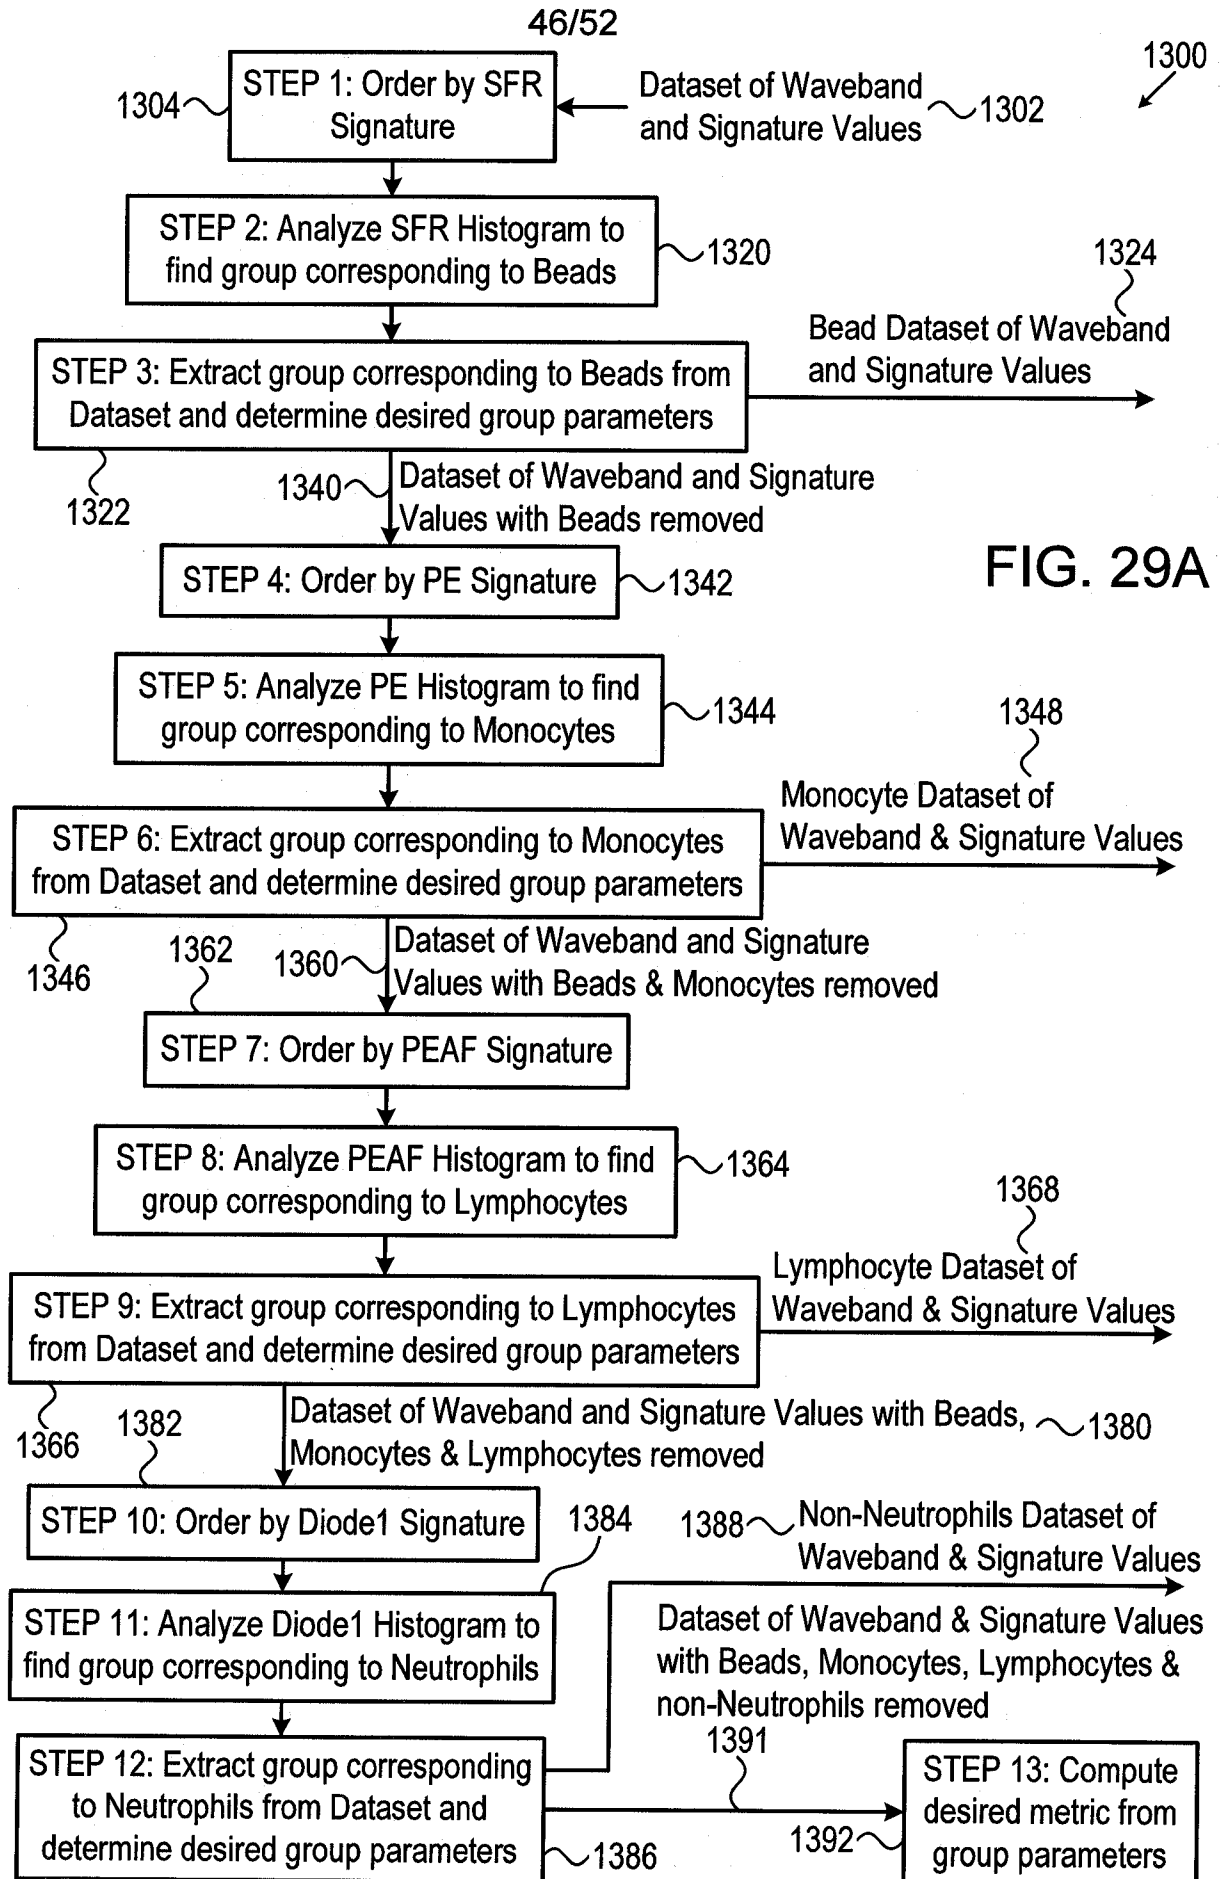 46/52
1300
STEP 1: Order by SFR
Signature
1304
Dataset of Waveband
and Signature Values
1302
STEP 2: Analyze SFR Histogram to
find group corresponding to Beads
1320
1324
Bead Dataset of Waveband
and Signature Values
STEP 3: Extract group corresponding to Beads from
Dataset and determine desired group parameters
1322
1340
Dataset of Waveband and Signature
Values with Beads removed
FIG. 29A
STEP 4: Order by PE Signature
1342
STEP 5: Analyze PE Histogram to find
group corresponding to Monocytes
1344
1348
Monocyte Dataset of
Waveband & Signature Values
STEP 6: Extract group corresponding to Monocytes
from Dataset and determine desired group parameters
1346
1362
1360
Dataset of Waveband and Signature
Values with Beads & Monocytes removed
STEP 7: Order by PEAF Signature
STEP 8: Analyze PEAF Histogram to find
group corresponding to Lymphocytes
1364
1368
Lymphocyte Dataset of
Waveband & Signature Values
STEP 9: Extract group corresponding to Lymphocytes
from Dataset and determine desired group parameters
1366
1382
Dataset of Waveband and Signature Values with Beads,
Monocytes & Lymphocytes removed
1380
STEP 10: Order by Diode1 Signature
1384
1388
Non-Neutrophils Dataset of
Waveband & Signature Values
STEP 11: Analyze Diode1 Histogram to
find group corresponding to Neutrophils
Dataset of Waveband & Signature Values
with Beads, Monocytes, Lymphocytes &
non-Neutrophils removed
1391
STEP 12: Extract group corresponding
to Neutrophils from Dataset and
determine desired group parameters
1386
STEP 13: Compute
desired metric from
group parameters
1392